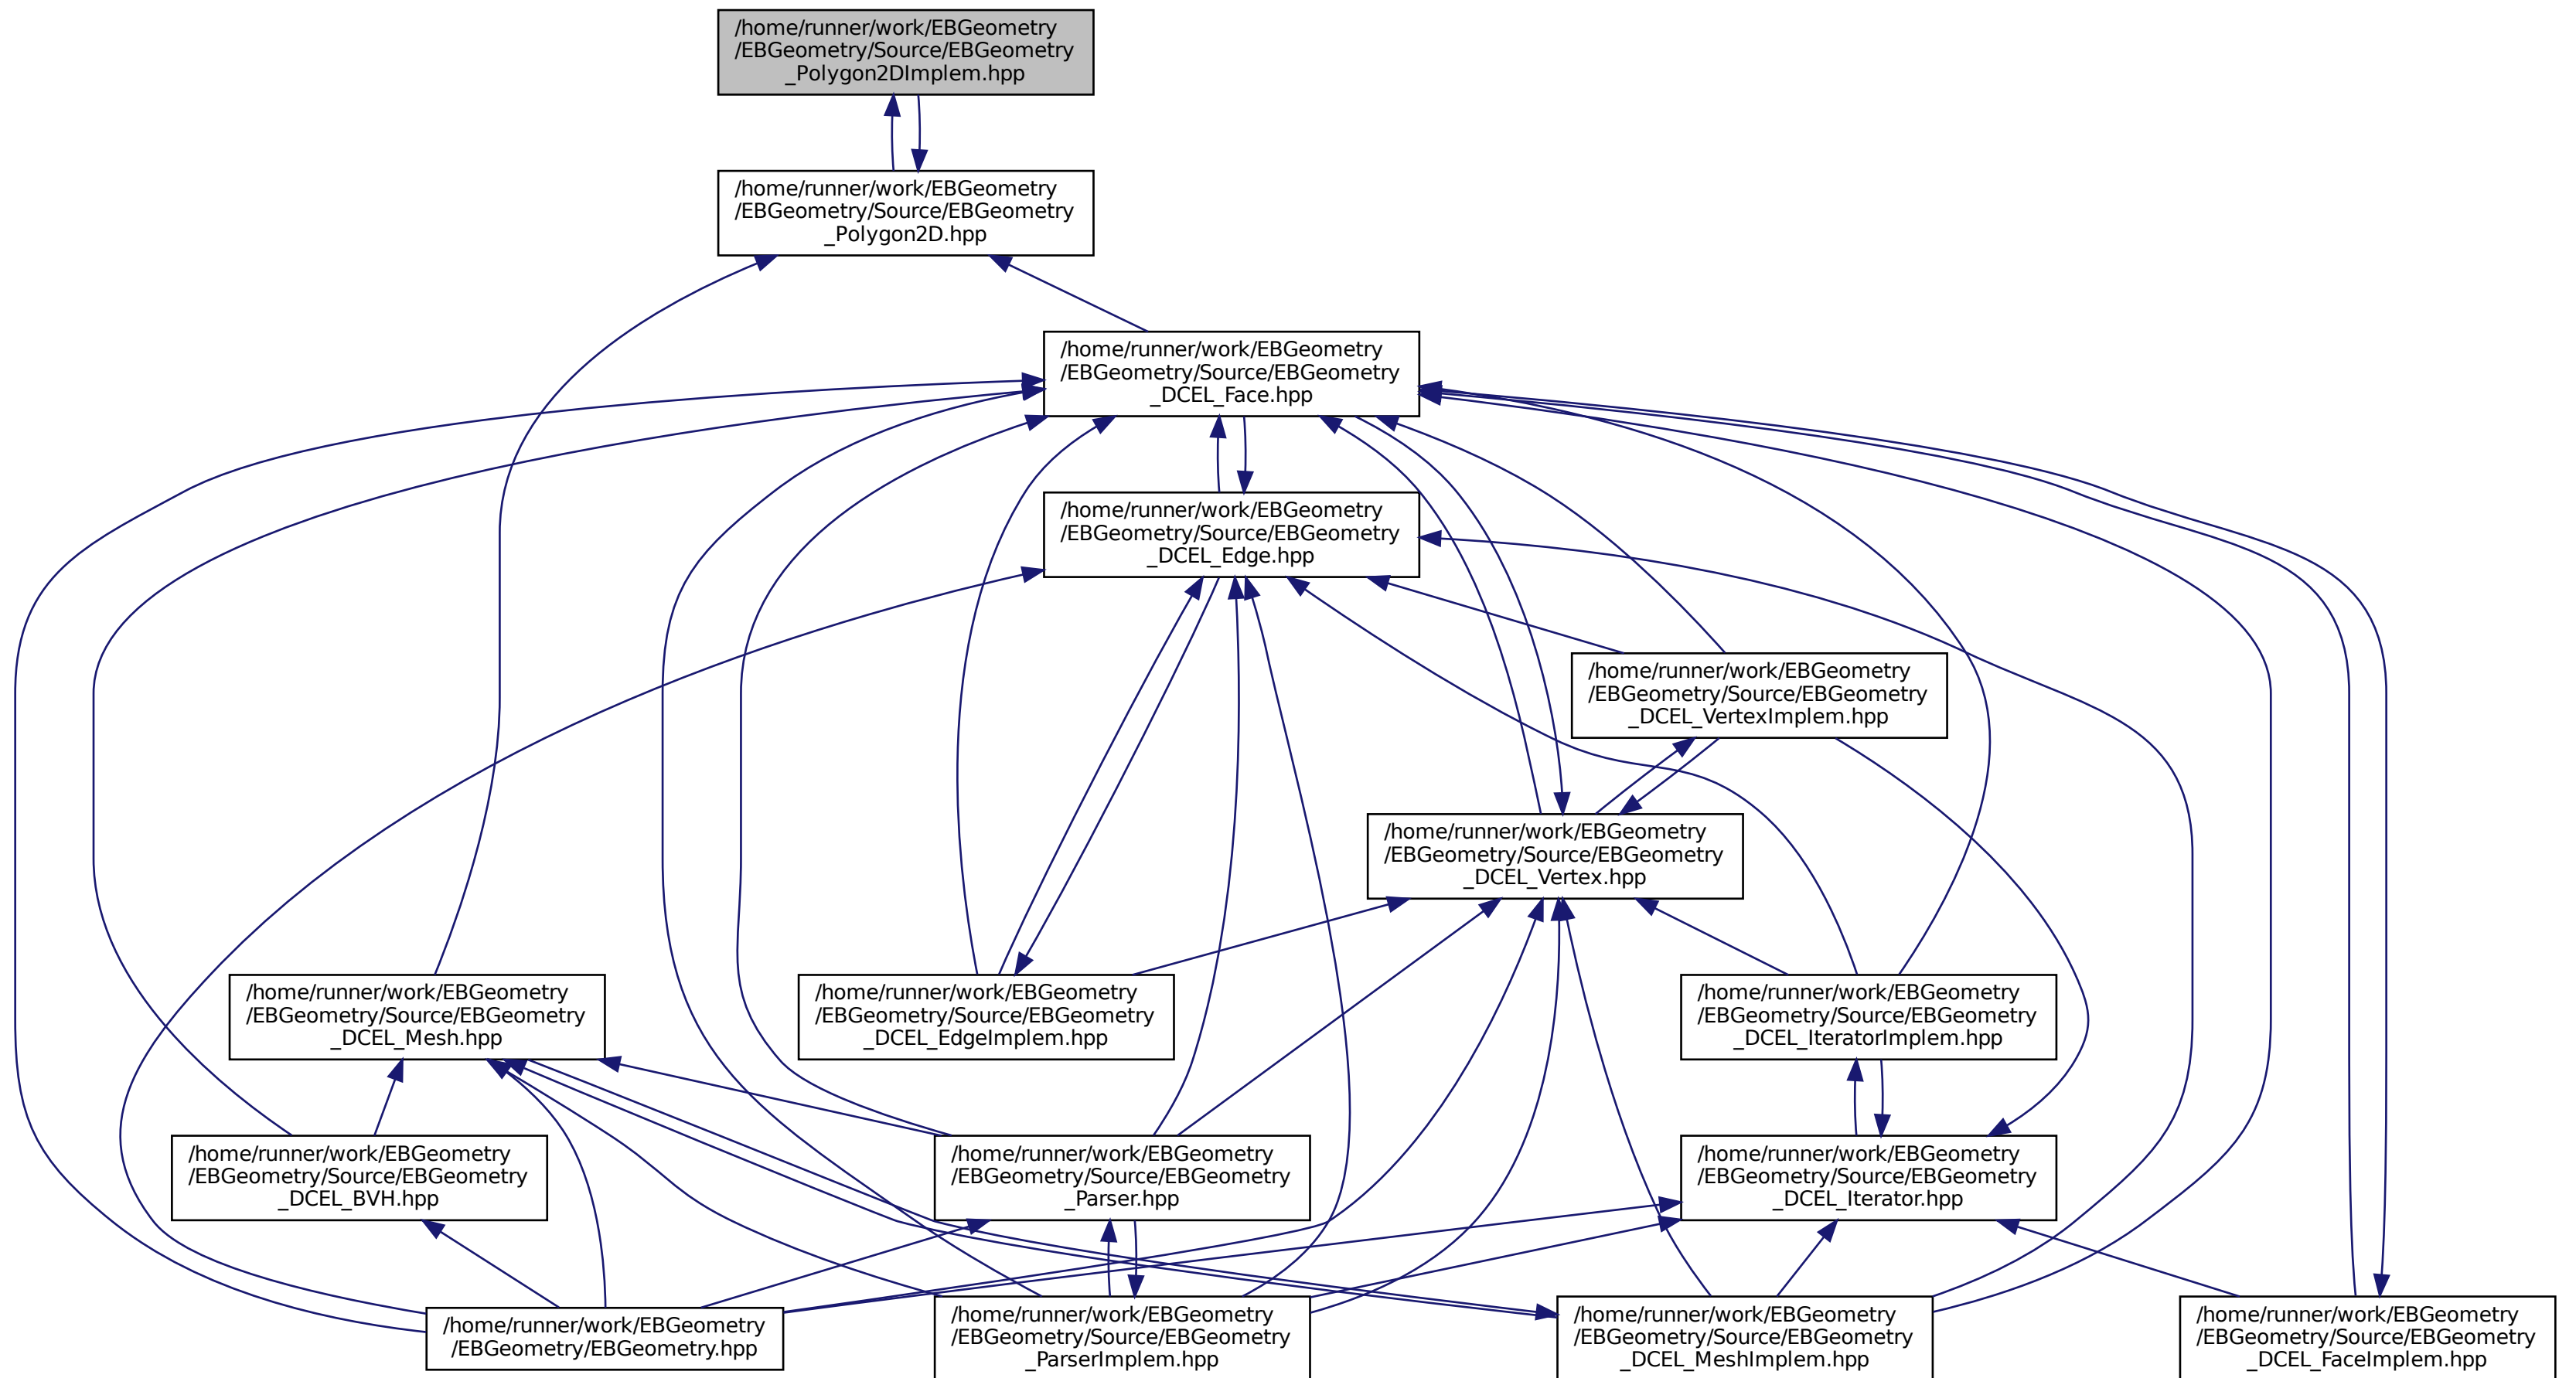 /home/runner/work/EBGeometry
/EBGeometry/Source/EBGeometry
_Polygon2DImplem.hpp
/home/runner/work/EBGeometry
/EBGeometry/Source/EBGeometry
_Polygon2D.hpp
/home/runner/work/EBGeometry
/EBGeometry/Source/EBGeometry
_DCEL_Face.hpp
/home/runner/work/EBGeometry
/EBGeometry/Source/EBGeometry
_DCEL_Edge.hpp
/home/runner/work/EBGeometry
/EBGeometry/Source/EBGeometry
_DCEL_VertexImplem.hpp
/home/runner/work/EBGeometry
/EBGeometry/Source/EBGeometry
_DCEL_Vertex.hpp
/home/runner/work/EBGeometry
/EBGeometry/Source/EBGeometry
_DCEL_Mesh.hpp
/home/runner/work/EBGeometry
/EBGeometry/Source/EBGeometry
_DCEL_EdgeImplem.hpp
/home/runner/work/EBGeometry
/EBGeometry/Source/EBGeometry
_DCEL_IteratorImplem.hpp
/home/runner/work/EBGeometry
/EBGeometry/Source/EBGeometry
_DCEL_BVH.hpp
/home/runner/work/EBGeometry
/EBGeometry/Source/EBGeometry
_Parser.hpp
/home/runner/work/EBGeometry
/EBGeometry/Source/EBGeometry
_DCEL_Iterator.hpp
/home/runner/work/EBGeometry
/EBGeometry/EBGeometry.hpp
/home/runner/work/EBGeometry
/EBGeometry/Source/EBGeometry
_ParserImplem.hpp
/home/runner/work/EBGeometry
/EBGeometry/Source/EBGeometry
_DCEL_MeshImplem.hpp
/home/runner/work/EBGeometry
/EBGeometry/Source/EBGeometry
_DCEL_FaceImplem.hpp